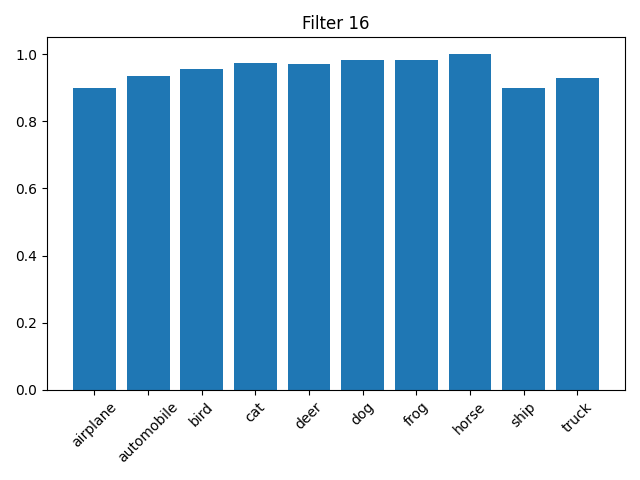 Filter 16
1.0
0.8
0.6
0.4
0.2
0.0
airplane
automobile
bird
cat
deer
dog
frog
horse
ship
truck